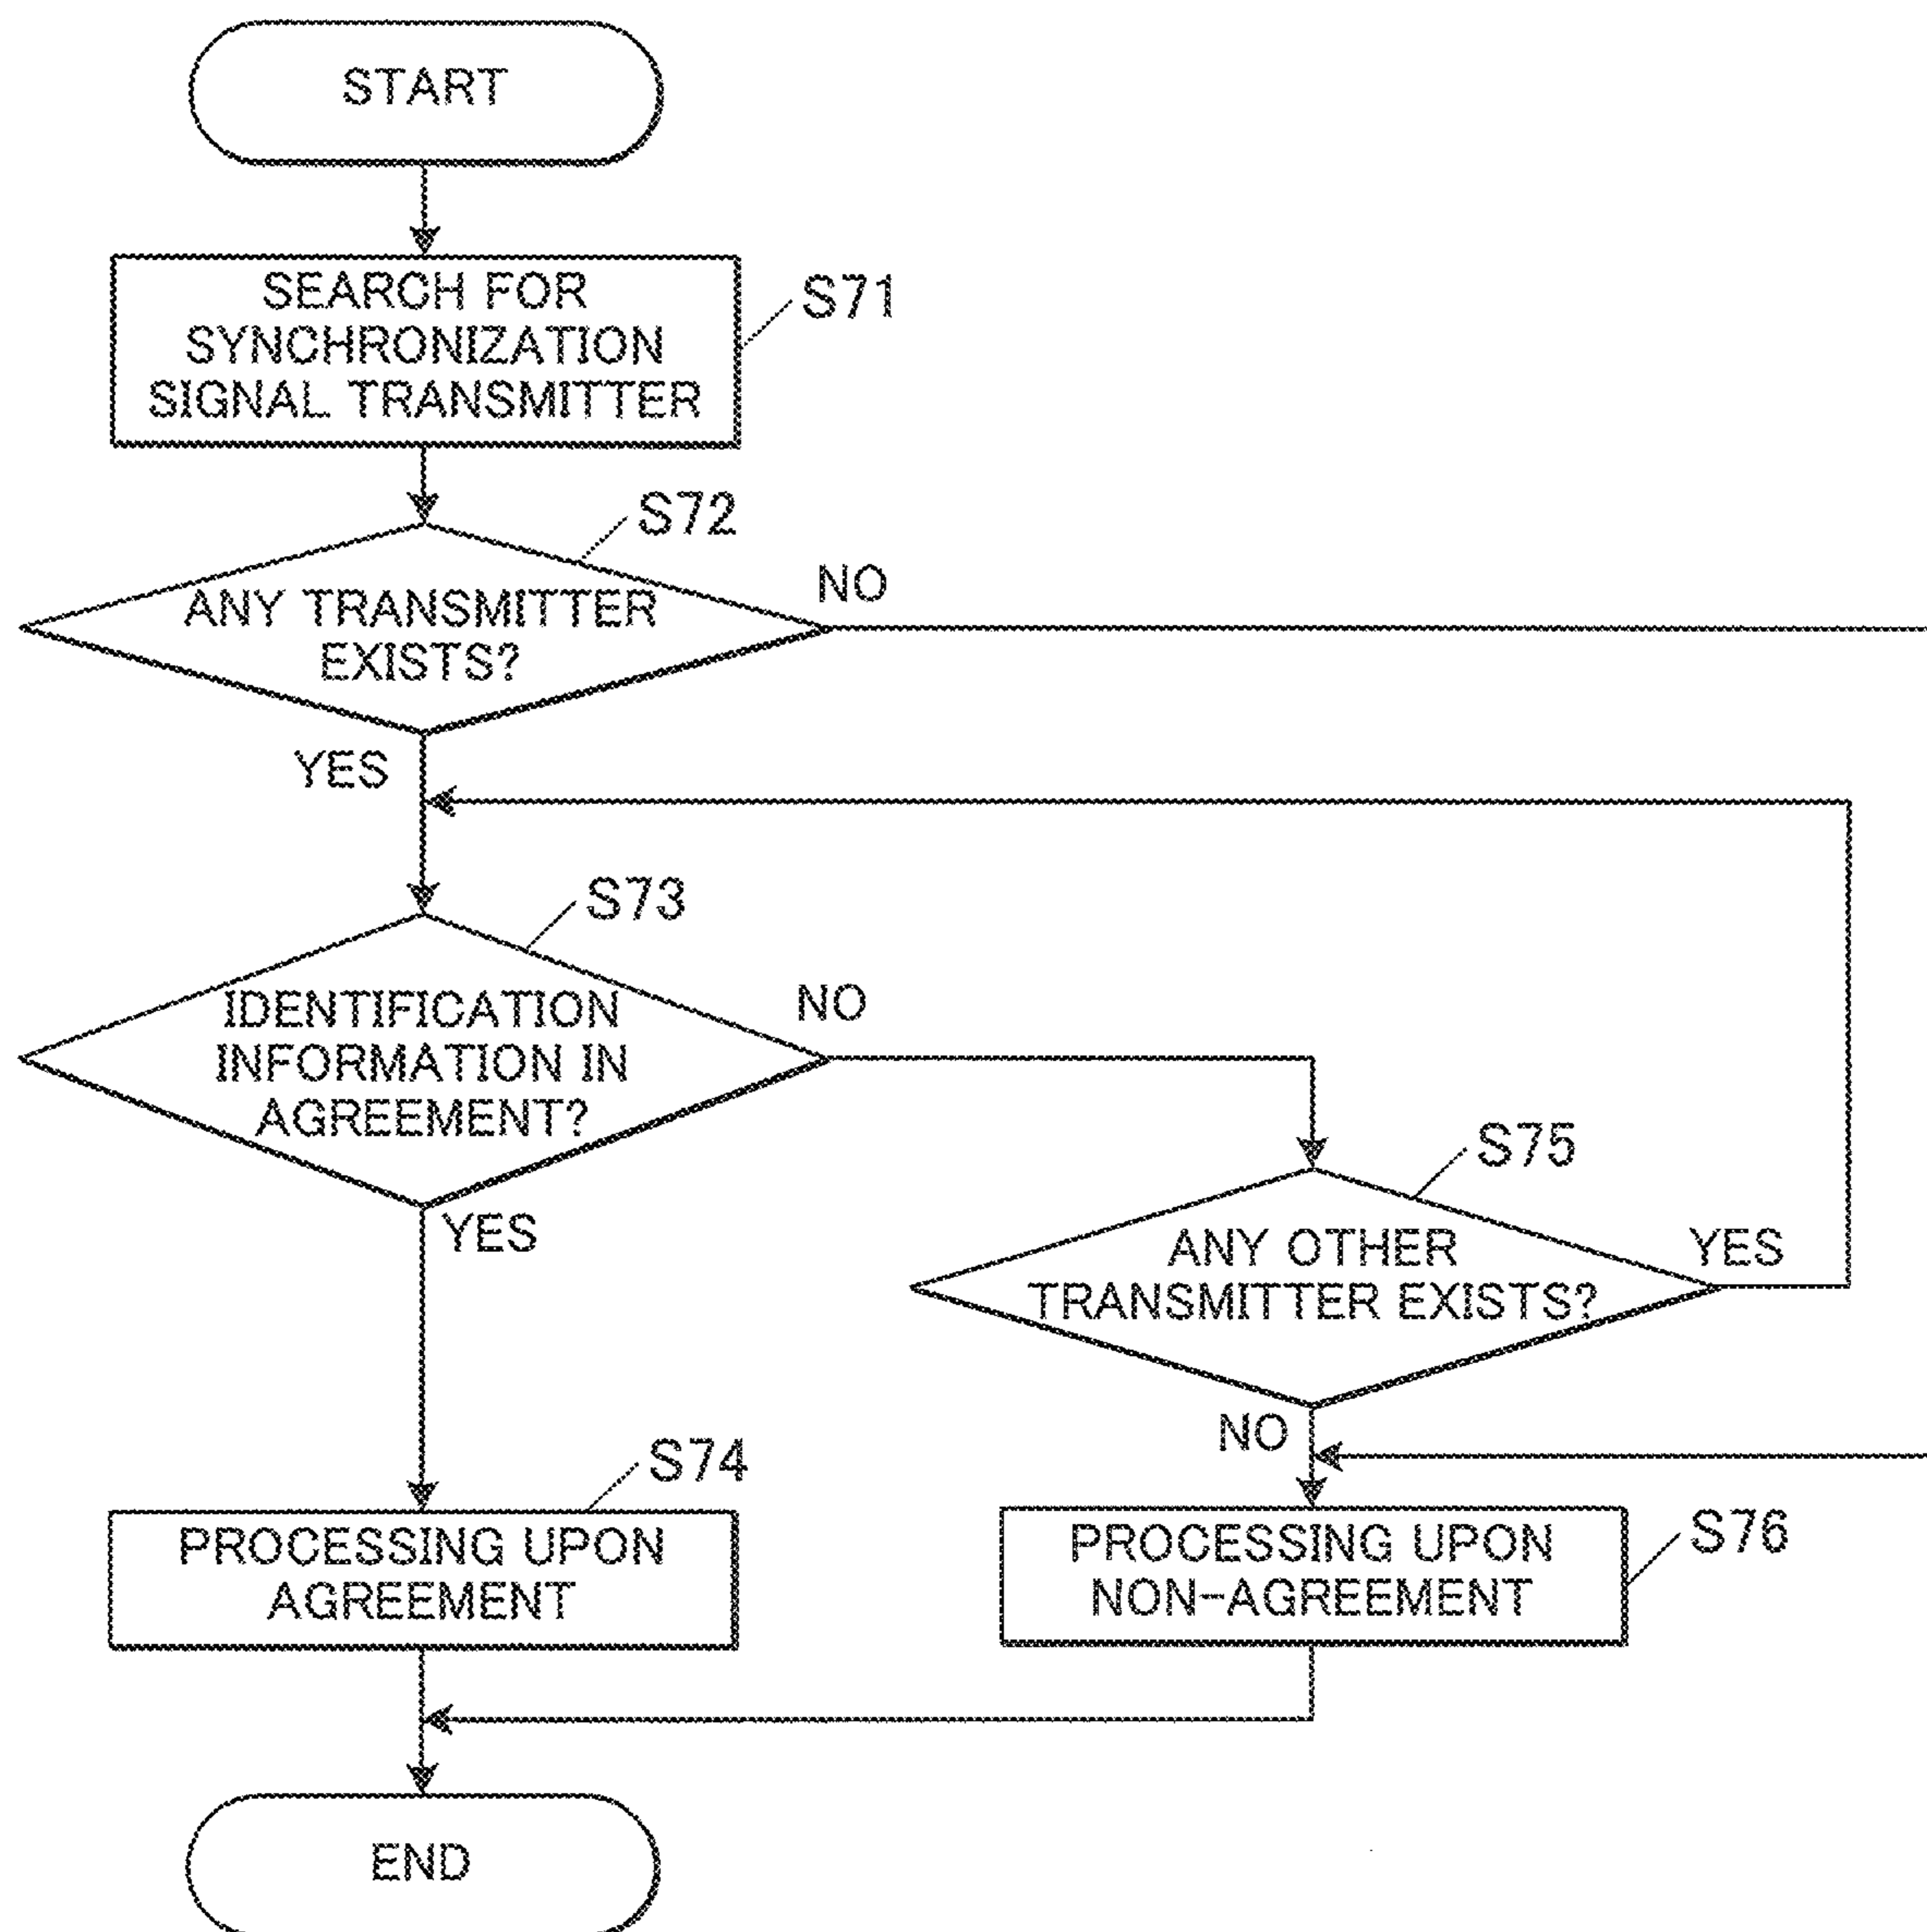 START
SEARCH FOR
SYNCHRONIZATION
SIGNAL TRANSMITTER
S71
S72
ANY TRANSMITTER
EXISTS?
NO
YES
S73
IDENTIFICATION
INFORMATION IN
AGREEMENT?
NO
YES
S75
ANY OTHER
TRANSMITTER EXISTS?
YES
NO
S74
PROCESSING UPON
AGREEMENT
PROCESSING UPON
NON-AGREEMENT
S76
END